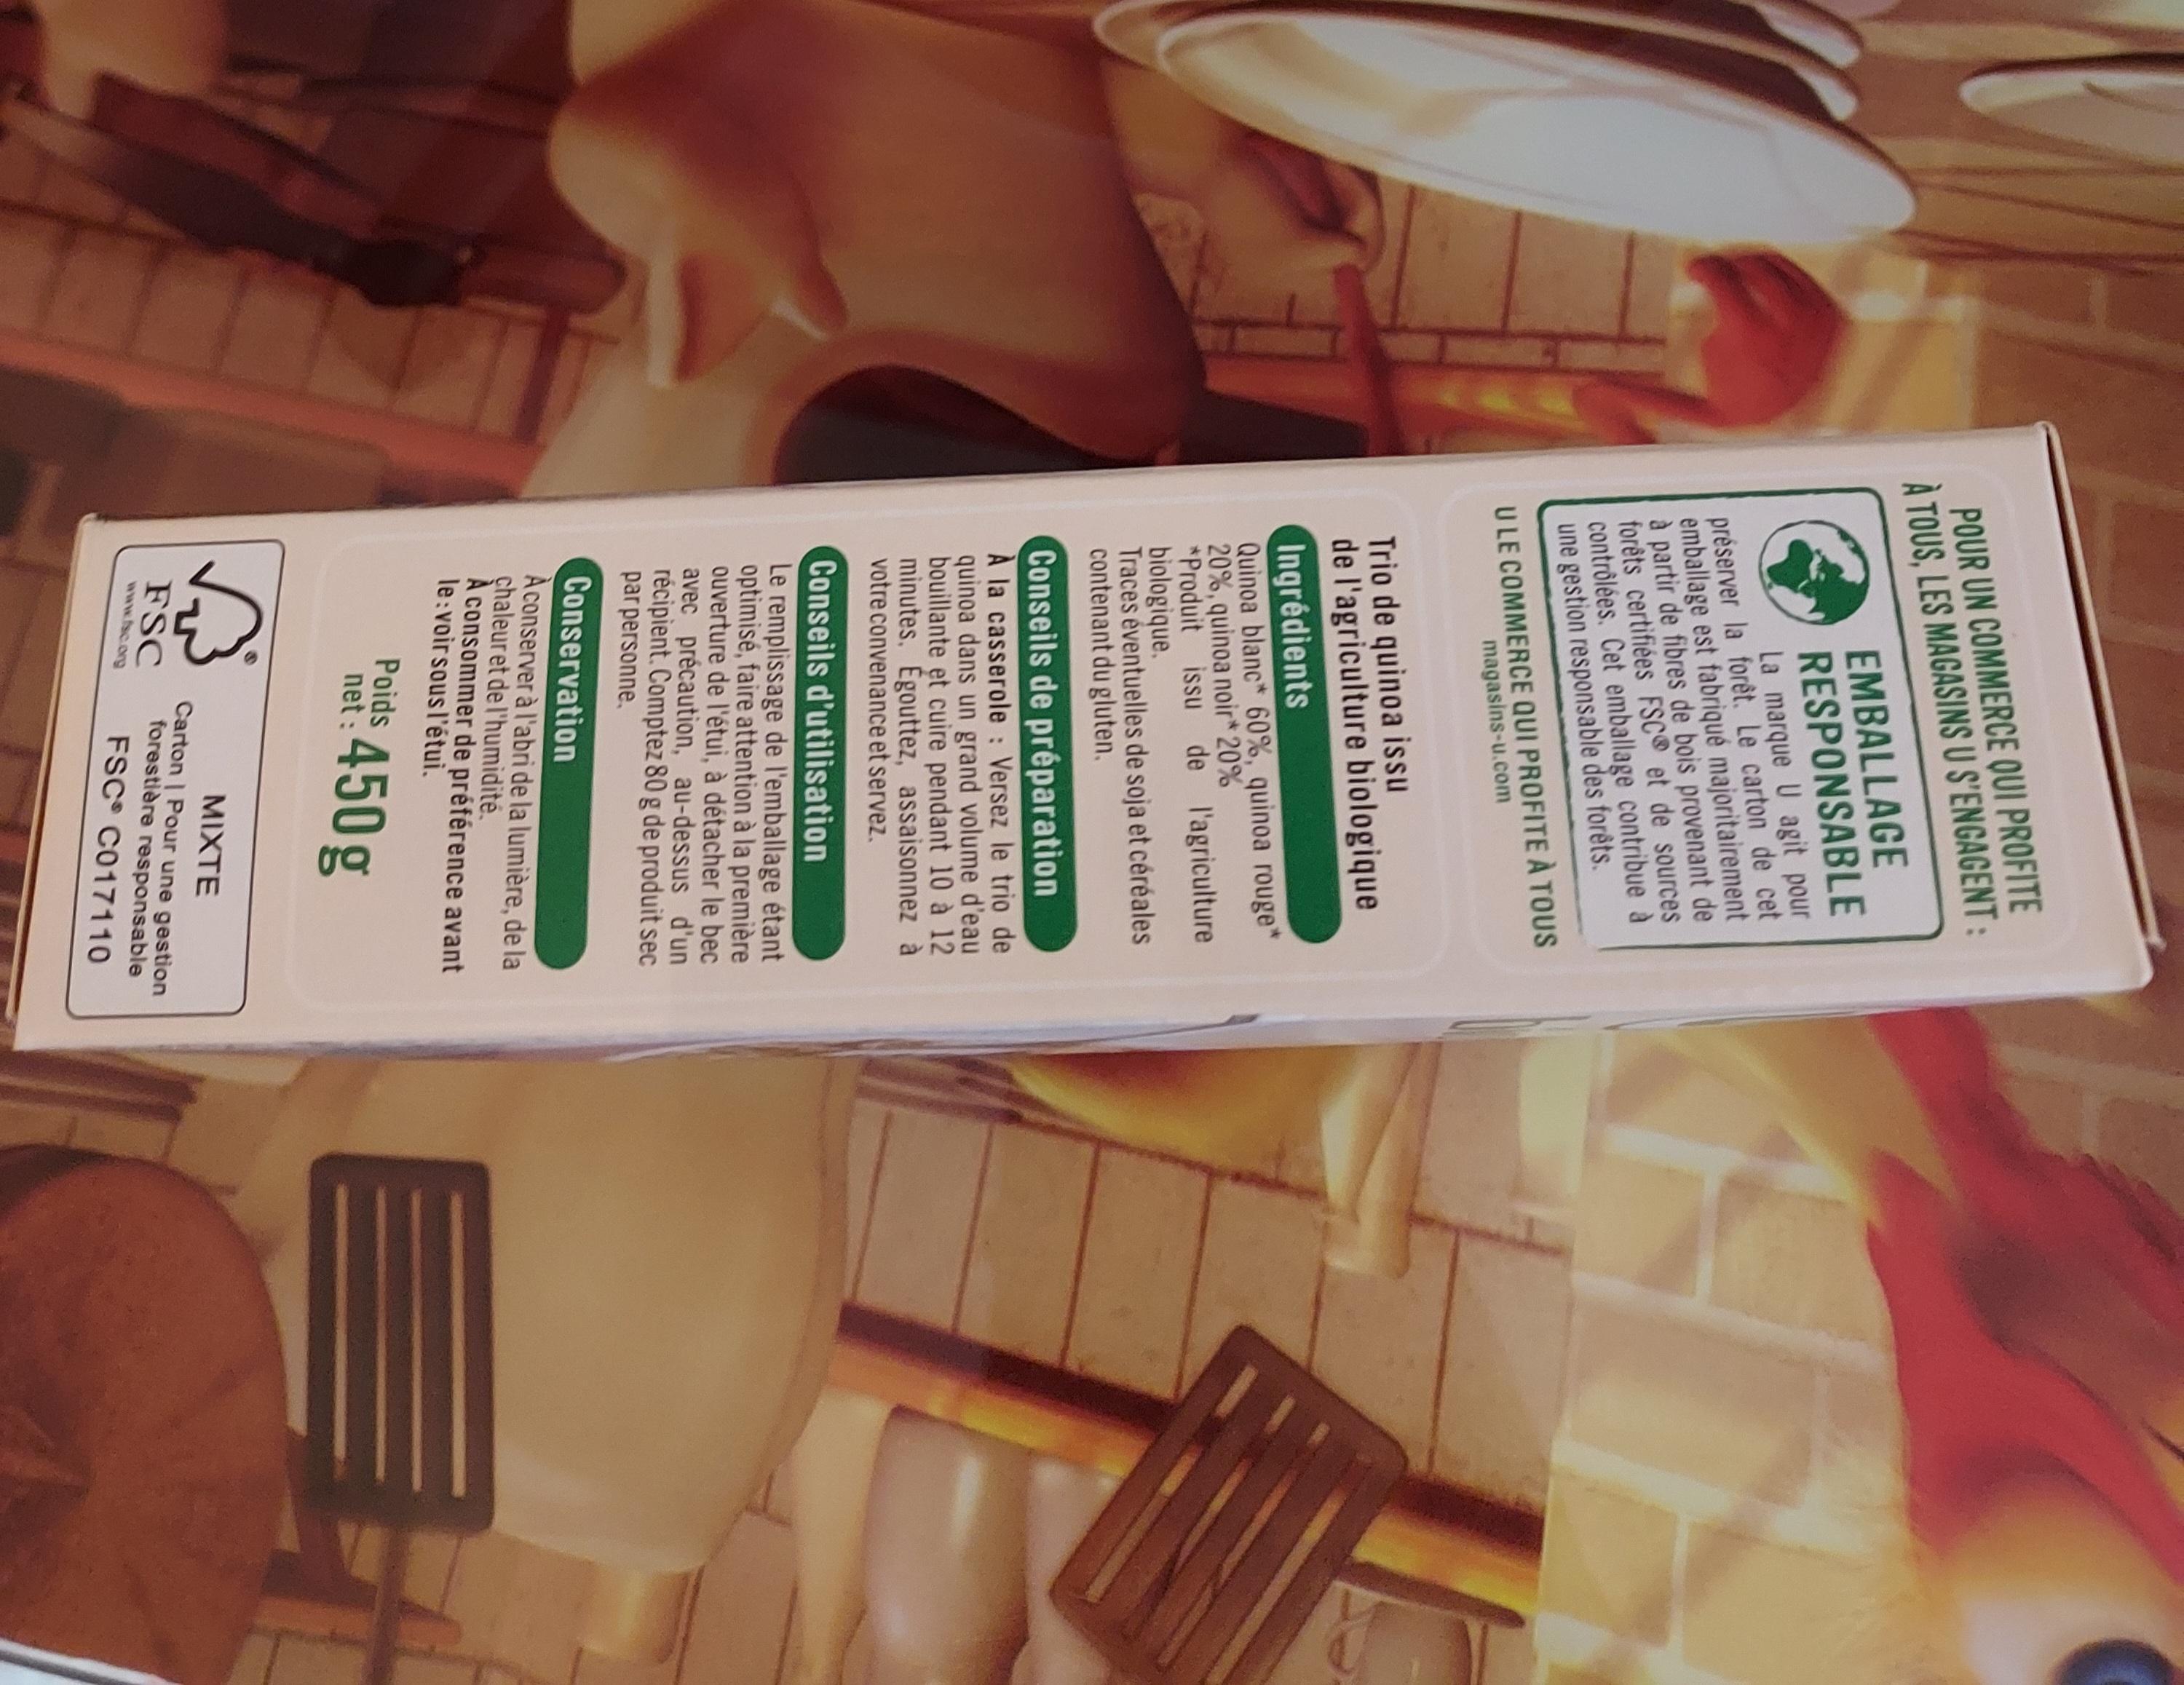 POUR UN COMMERCE QUI PROFITE
À TOUS, LES MAGASINS U S'ENGAGENT :
EMBALLAGE
RESPONSABLE
La marque U agit pour
préserver la forêt. Le carton de cet
emballage est fabriqué majoritairement
à partir de fibres de bois provenant de
forêts certifiées FSC® et de sources
contrôlées. Cet emballage contribue à
une gestion responsable des forêts.
U LE COMMERCE QUI PROFITE À TOUS
magasins-u.com
Trio de quinoa issu
de l'agriculture biologique
Ingrédients
Quinoa blanc* 60%, quinoa rouge*
20%, quinoa noir* 20%
*Produit issu de l'agriculture
biologique.
Traces éventuelles de soja et céréales
contenant du gluten.
Conseils de préparation
À la casserole : Versez le trio de
quinoa dans un grand volume d'eau
bouillante et cuire pendant 10 à 12
minutes. Égouttez, assaisonnez à
votre convenance et servez.
Conseils d'utilisation
Le remplissage de l'emballage étant
optimisé, faire attention à la première
ouverture de l'étui, à détacher le bec
avec précaution, au-dessus d'un
récipient. Comptez 80 g de produit sec
par personne.
Conservation
À conserver à l'abri de la lumière, de la
chaleur et de l'humidité.
À consommer de préférence avant
le : voir sous l'étui.
Poids
net : 450 g
FSC
www.fsc.org
MIXTE
Carton | Pour une gestion
forestière responsable
FSC® C017110